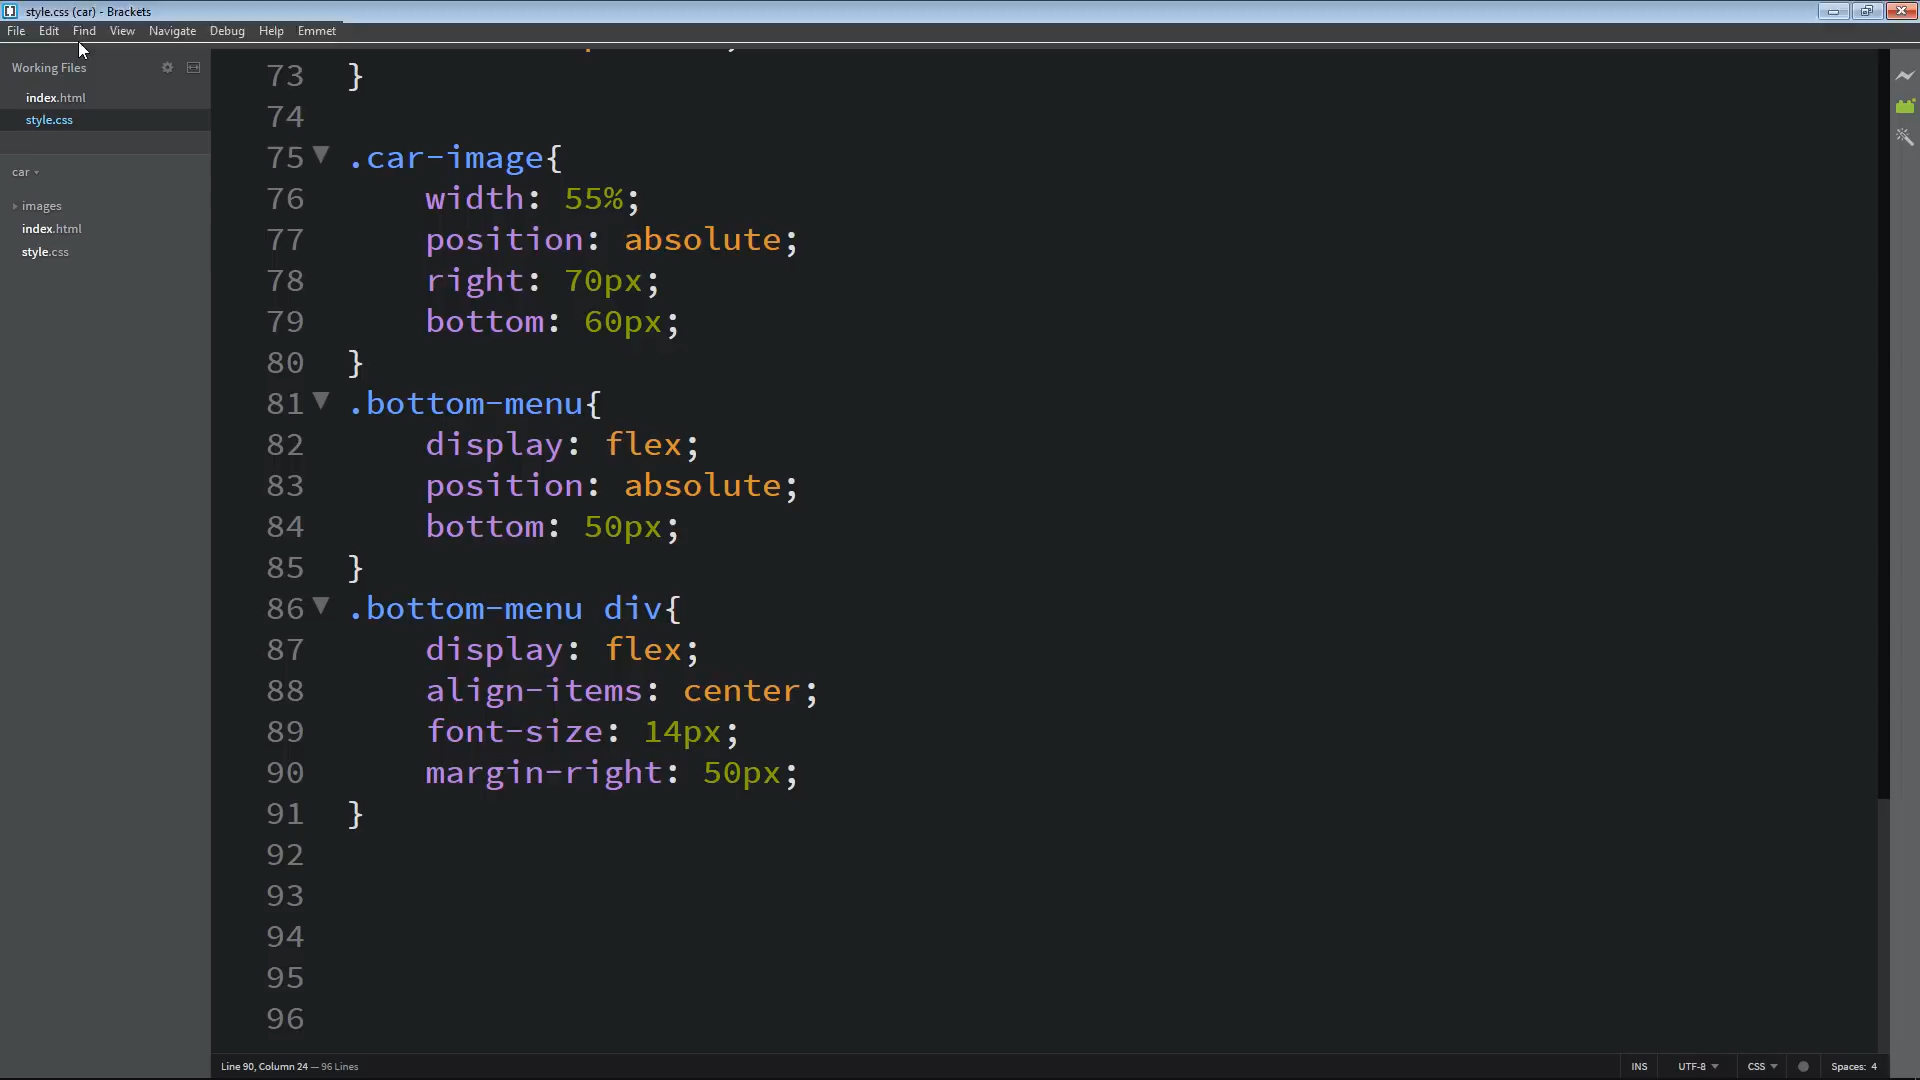 style.css (car) - Brackets
File Edit Find View Navigate Debug Help Emmet
Working Files
index.html
style.css
car
images
index.html
style.css
73 }
74
75 .car-image{
76 width: 55%;
77 position: absolute;
78 right: 70px;
79 bottom: 60px;
80 }
81 .bottom-menu{
82 display: flex;
83 position: absolute;
84 bottom: 50px;
85 }
86 .bottom-menu div{
87 display: flex;
88 align-items: center;
89 font-size: 14px;
90 margin-right: 50px;
91 }
92
93
94
95
96
Line 90, Column 24 — 96 Lines
INS UTF-8 CSS Spaces: 4